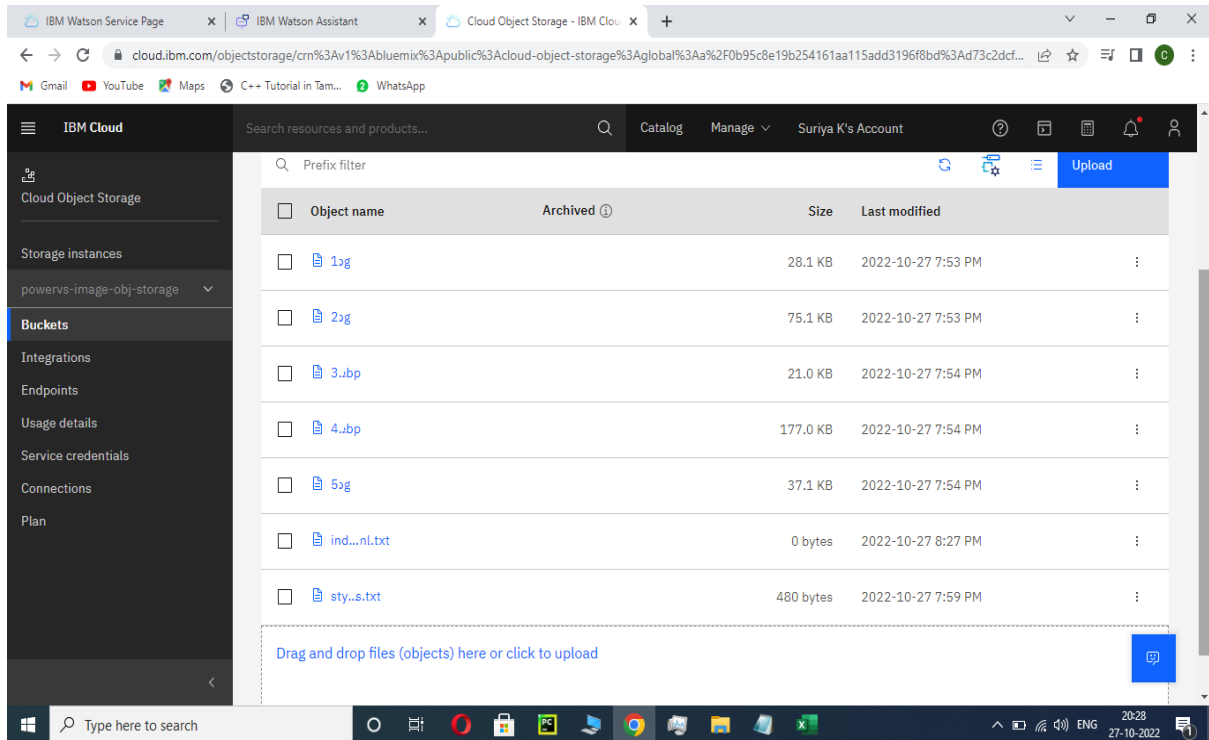 IBM Watson Service Page
IBM Watson Assistant
Cloud Object Storage - IBM Clou
cloud.ibm.com/objectstorage/crn%3Av1%3Abluemix%3Apublic%3Acloud-object-storage%3Aglobal%3Aa%2F0b95c8e19b254161aa115add3196f8bd%3Ad73c2dcf...
Gmail YouTube Maps C++ Tutorial in Tam... WhatsApp
IBM Cloud
Search resources and products...
Catalog Manage Suriya K's Account
Cloud Object Storage
Storage instances
powervs-image-obj-storage
Buckets
Integrations
Endpoints
Usage details
Service credentials
Connections
Plan
Prefix filter Upload
Object name Archived Size Last modified
28.1 KB 2022-10-27 7:53 PM
75.1 KB 2022-10-27 7:53 PM
21.0 KB 2022-10-27 7:54 PM
177.0 KB 2022-10-27 7:54 PM
37.1 KB 2022-10-27 7:54 PM
ind...nl.txt 0 bytes 2022-10-27 8:27 PM
sty..s.txt 480 bytes 2022-10-27 7:59 PM
Drag and drop files (objects) here or click to upload
Type here to search
ENG
20:28
27-10-2022